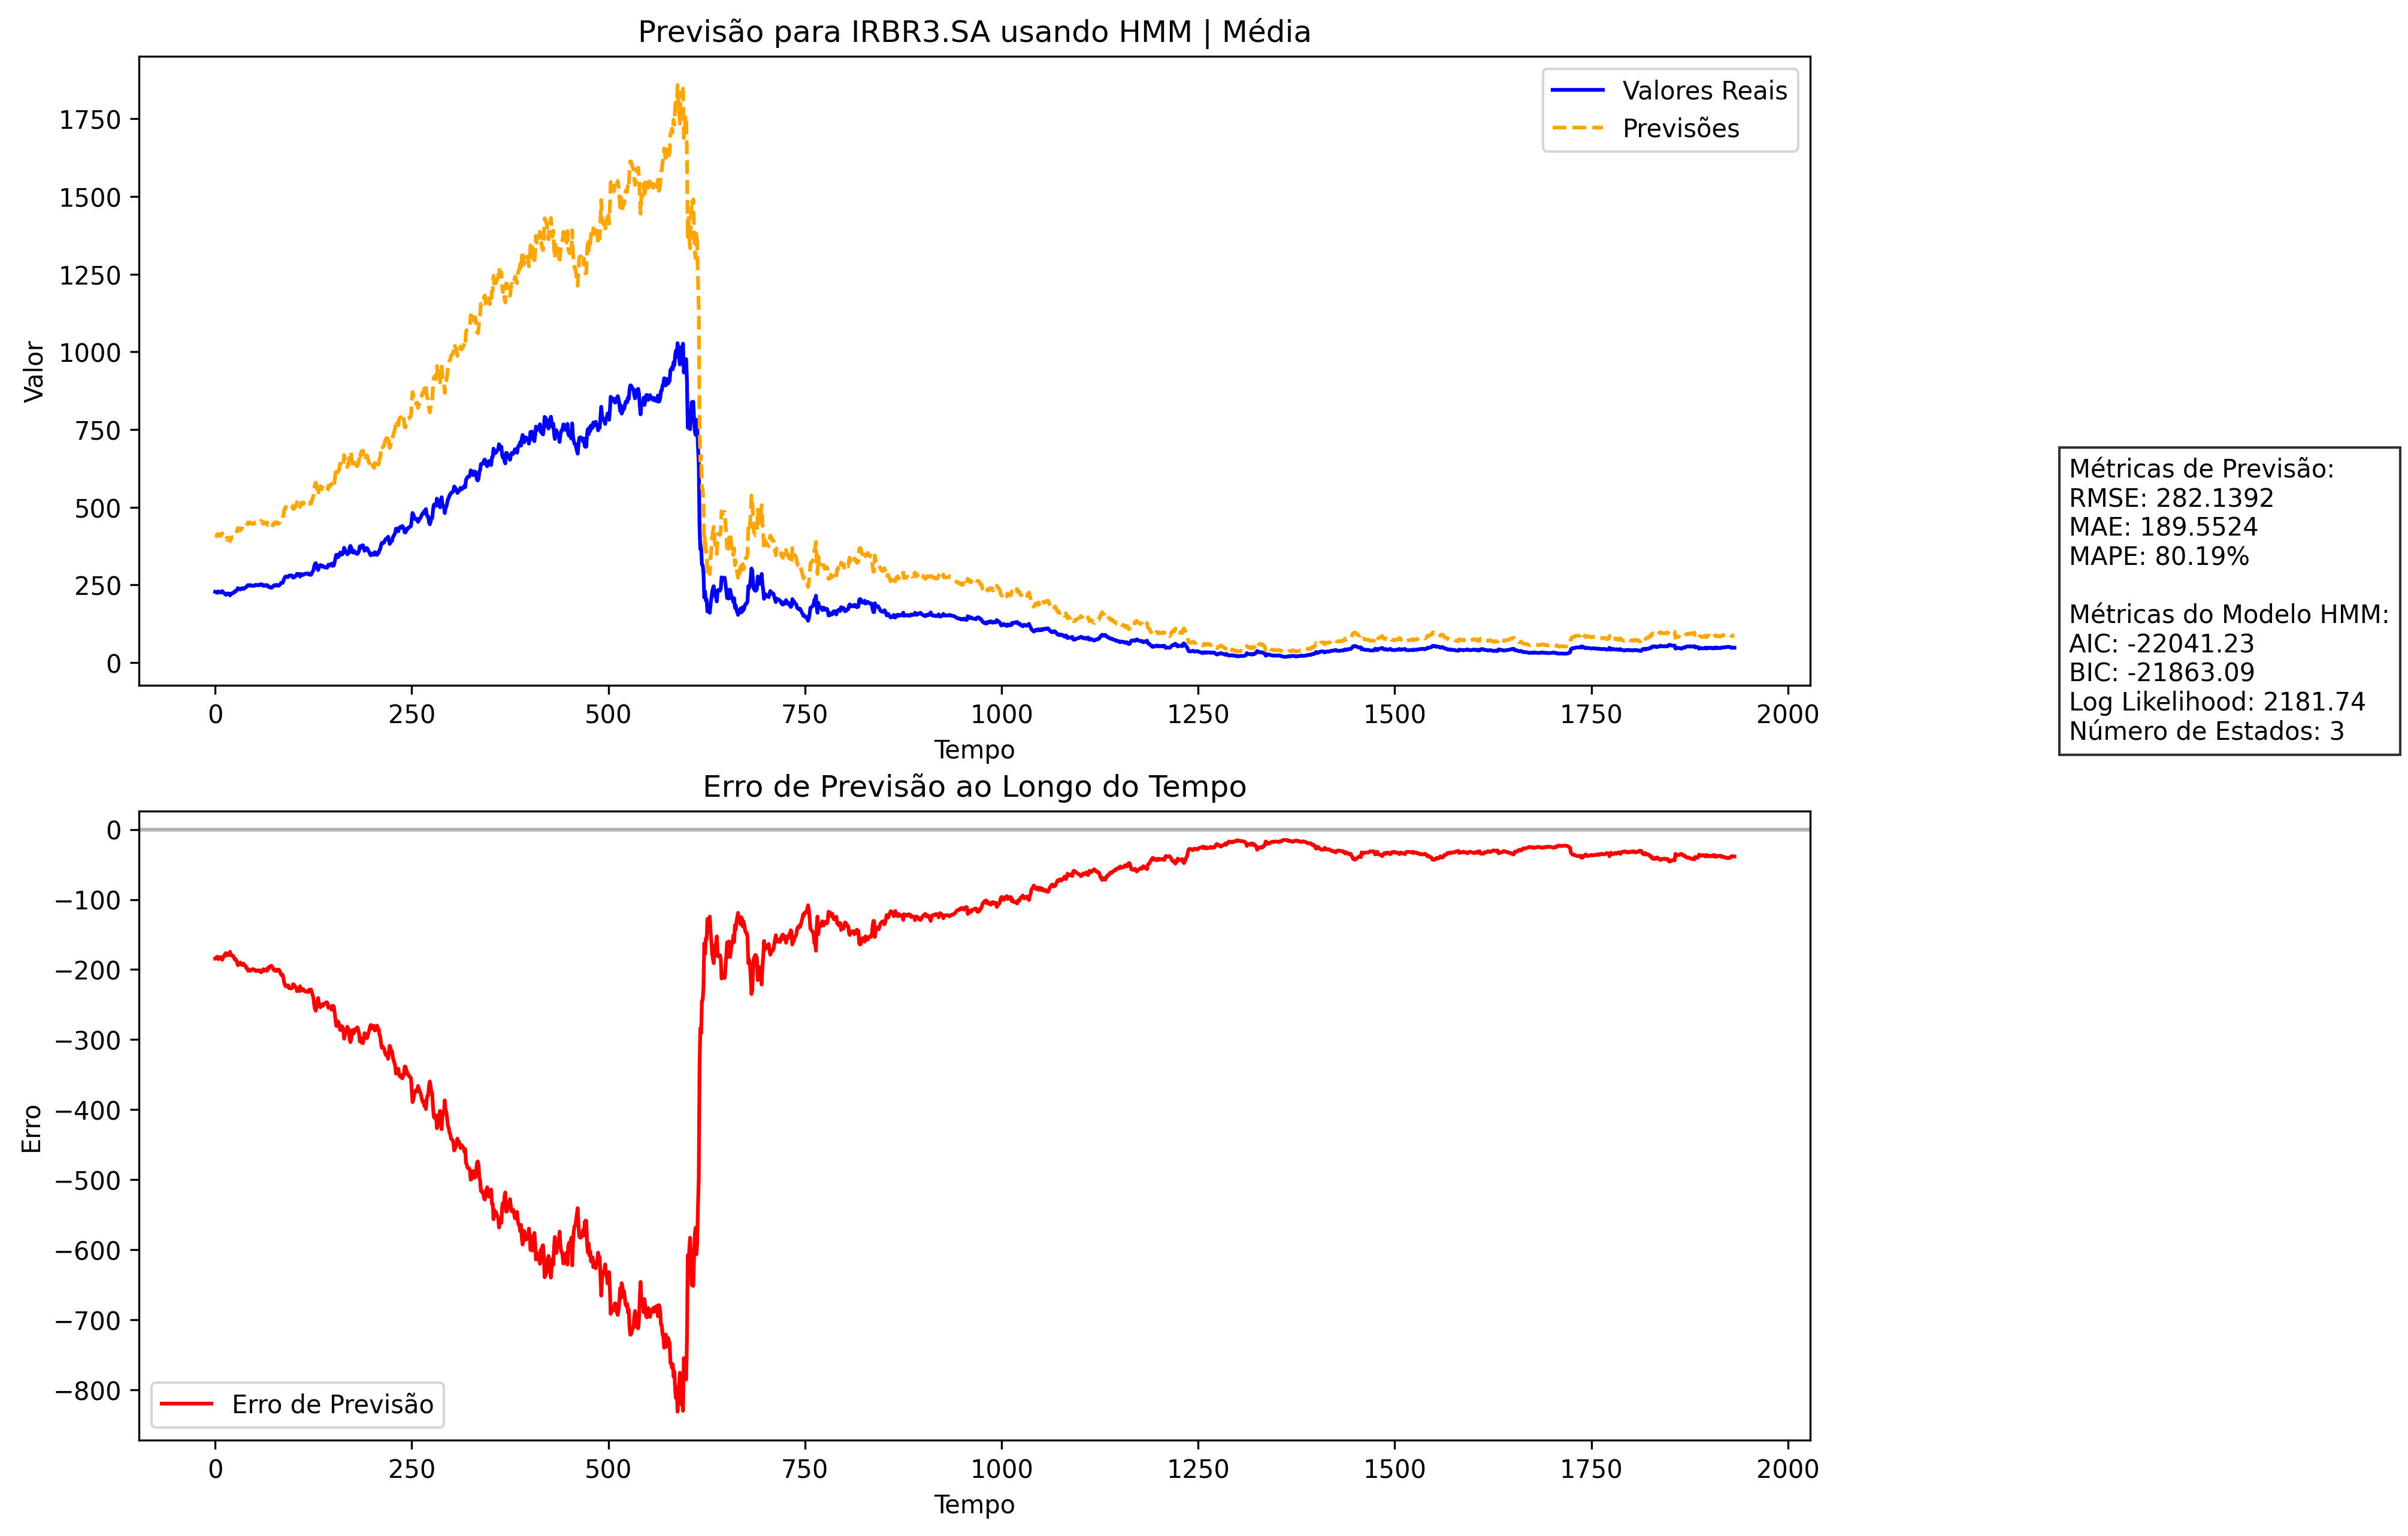 Previsão para IRBR3.SA usando HMM | Média
Valores Reais
Previsões
Valor
1750
1500
1250
1000
750
500
250
0
0
250
500
750
1000
1250
1500
1750
2000
Tempo
Métricas de Previsão:
RMSE: 282.1392
MAE: 189.5524
MAPE: 80.19%
Métricas do Modelo HMM:
AIC: -22041.23
BIC: -21863.09
Log Likelihood: 2181.74
Número de Estados: 3
Erro de Previsão ao Longo do Tempo
Erro
0
−100
−200
−300
−400
−500
−600
−700
−800
Erro de Previsão
0
250
500
750
1000
1250
1500
1750
2000
Tempo